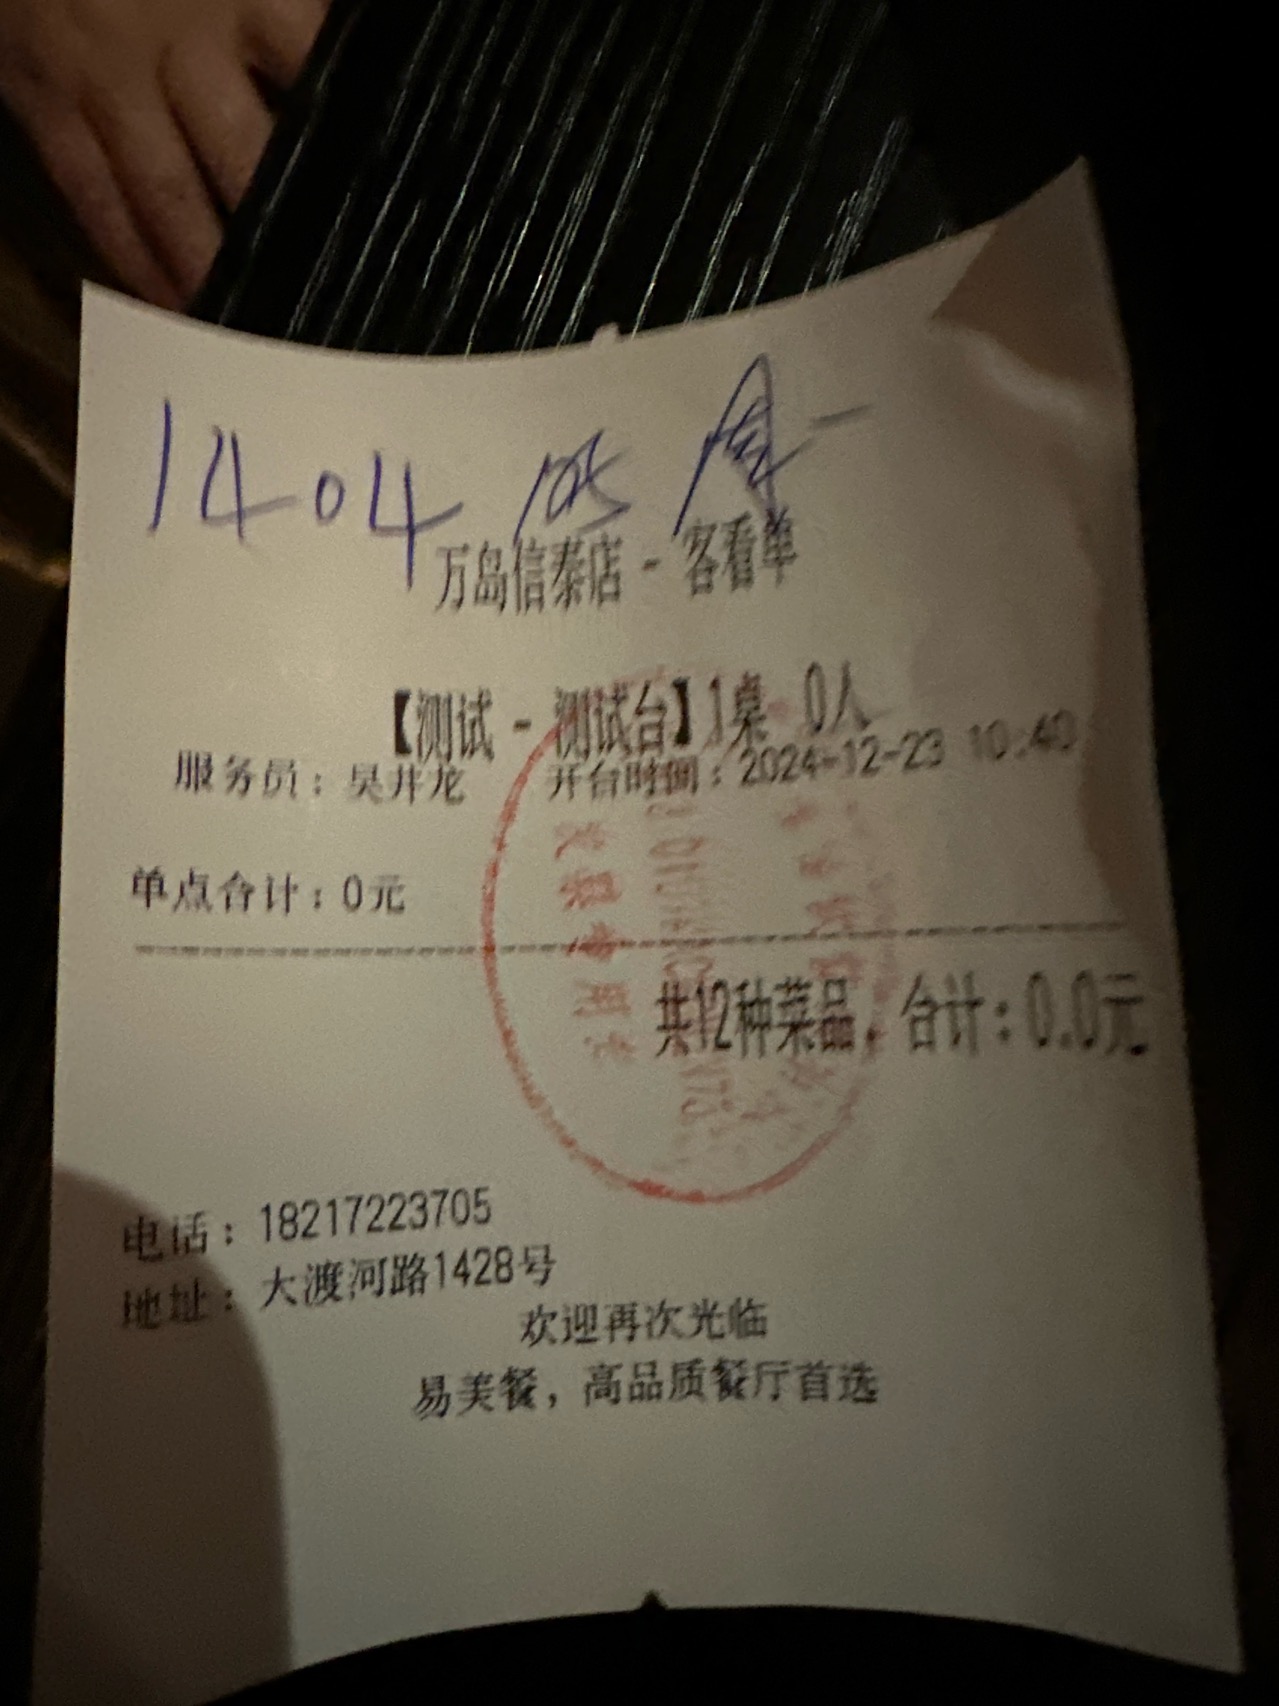 1404
万岛信泰店 - 客看单
【测试 - 测试台】1桌 0人
服务员：吴井龙 开台时间：2024-12-23 10:40
单点合计：0元
共12种菜品，合计：0.0元
电话：18217223705
地址：大渡河路1428号
欢迎再次光临
易美餐，高品质餐厅首选